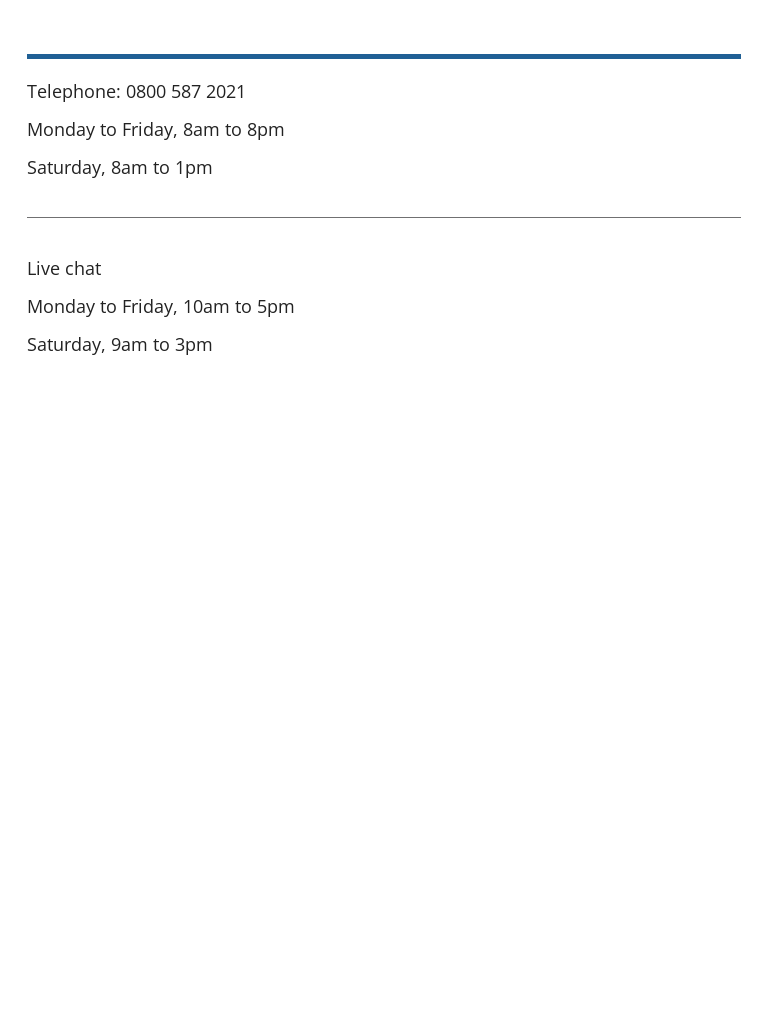 Telephone: 0800 587 2021
Monday to Friday, 8am to 8pm
Saturday, 8am to 1pm
Live chat
Monday to Friday, 10am to 5pm
Saturday, 9am to 3pm